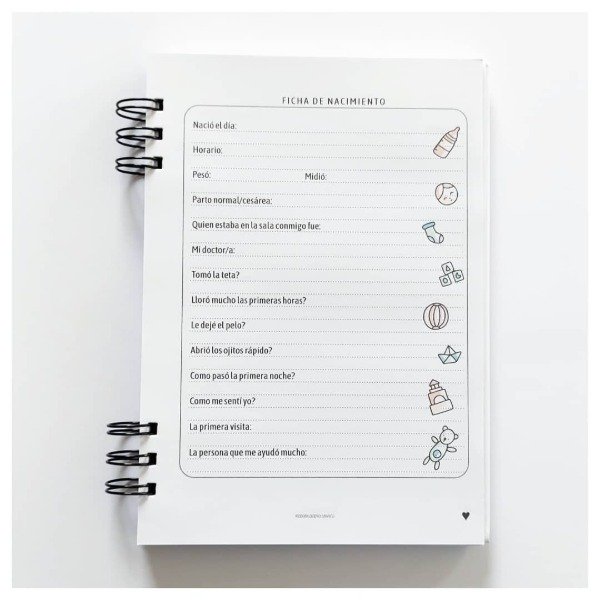 FICHA DE NACIMIENTO
Nació el día:
Horario:
Pesó: Midió:
Parto normal/cesárea:
Quien estaba en la sala conmigo fue:
Mi doctor/a:
Tomó la teta?
Lloró mucho las primeras horas?
Le dejé el pelo?
Abrió los ojitos rápido?
Como pasó la primera noche?
Como me sentí yo?
La primera visita:
La persona que me ayudó mucho: